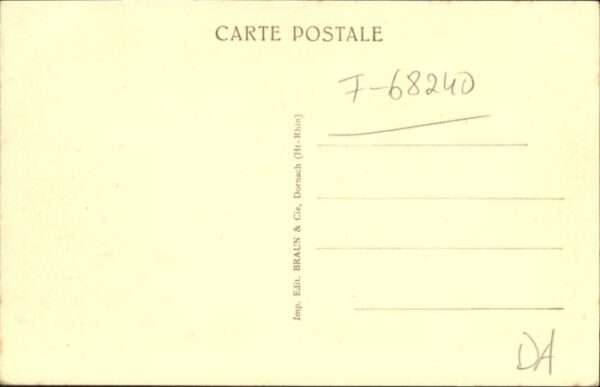 CARTE POSTALE
F-68240
Imp. Edit. BRAUN & Cie, Dornach (Ht-Rhin)
DA